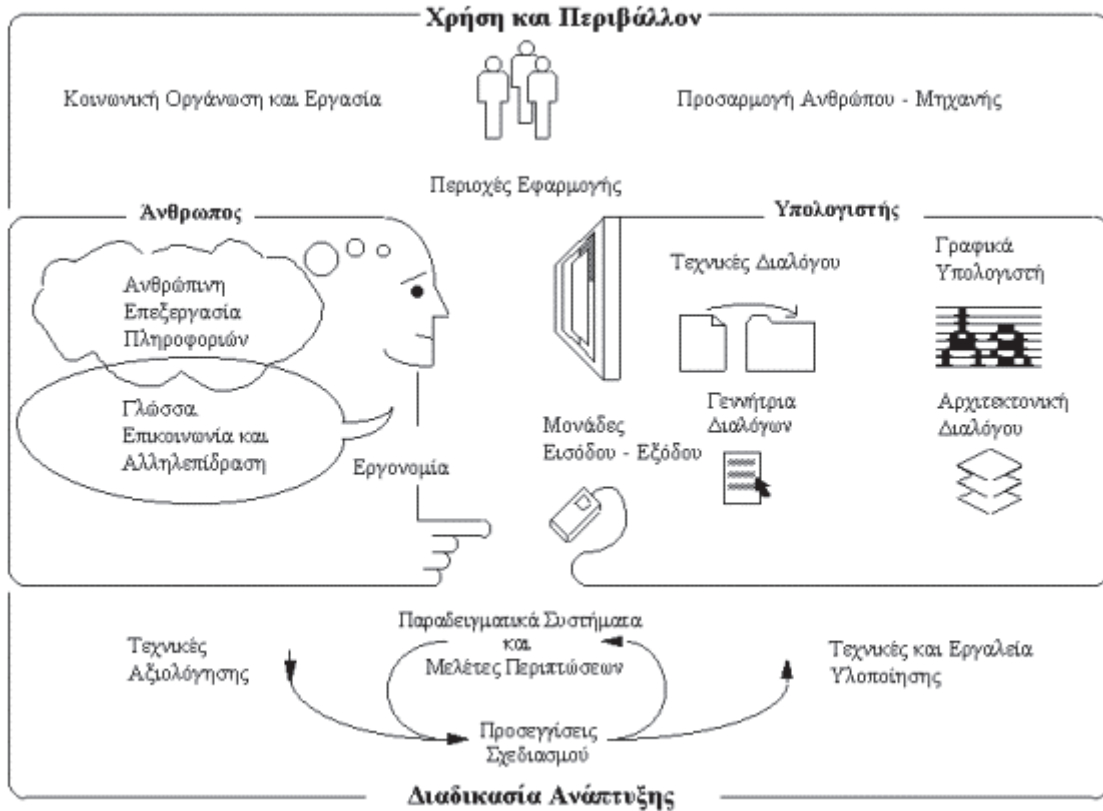 Χρήση και Περιβάλλον
Κοινωνική Οργάνωση και Εργασία
Προσαρμογή Ανθρώπου - Μηχανής
Περιοχές Εφαρμογής
Άνθρωπος
Ανθρώπινη
Επεξεργασία
Πληροφοριών
Γλώσσα
Επικοινωνία και
Αλληλεπίδραση
Εργονομία
Υπολογιστής
Τεχνικές Διαλόγου
Γραφικά
Υπολογιστή
Μονάδες
Εισόδου - Εξόδου
Γεννήτρια
Διαλόγων
Αρχιτεκτονική
Διαλόγου
Τεχνικές
Αξιολόγησης
Παραδειγματικά Συστήματα
και
Μελέτες Περιπτώσεων
Προσεγγίσεις
Σχεδιασμού
Τεχνικές και Εργαλεία
Υλοποίησης
Διαδικασία Ανάπτυξης